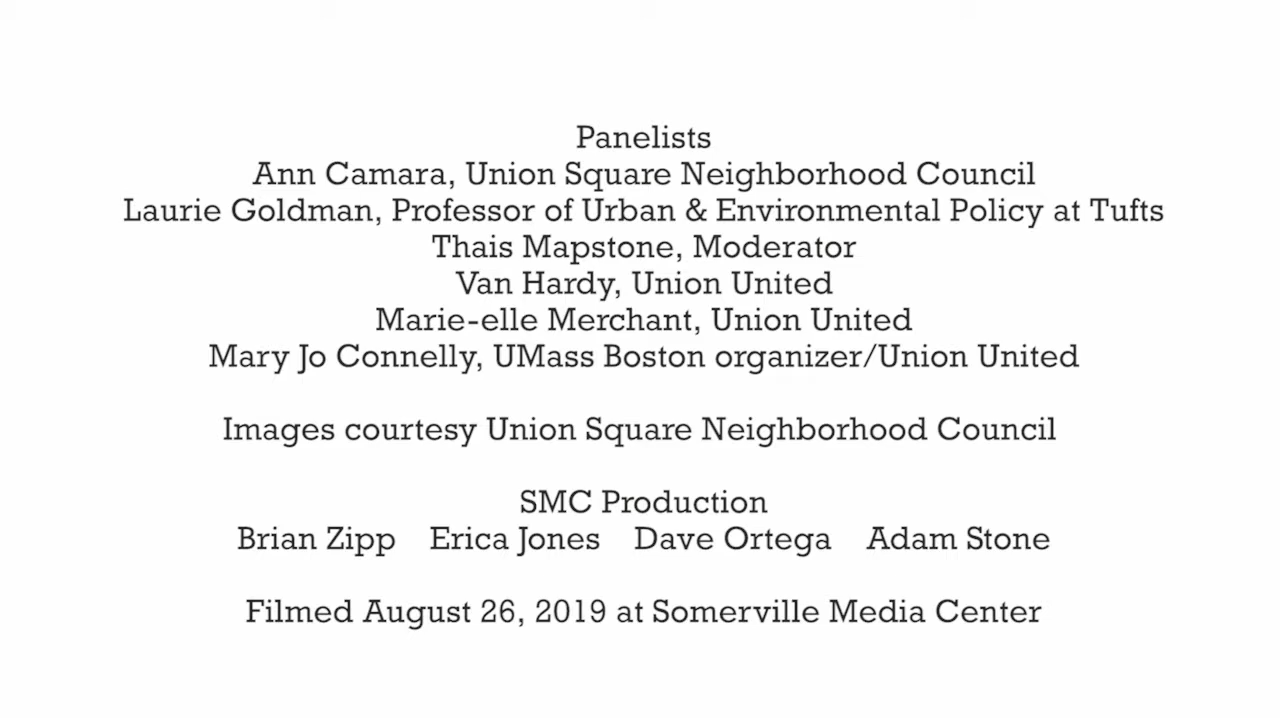 Panelists
Ann Camara, Union Square Neighborhood Council
Laurie Goldman, Professor of Urban & Environmental Policy at Tufts
Thais Mapstone, Moderator
Van Hardy, Union United
Marie-elle Merchant, Union United
Mary Jo Connelly, UMass Boston organizer/Union United
Images courtesy Union Square Neighborhood Council
SMC Production
Brian Zipp Erica Jones Dave Ortega Adam Stone
Filmed August 26, 2019 at Somerville Media Center